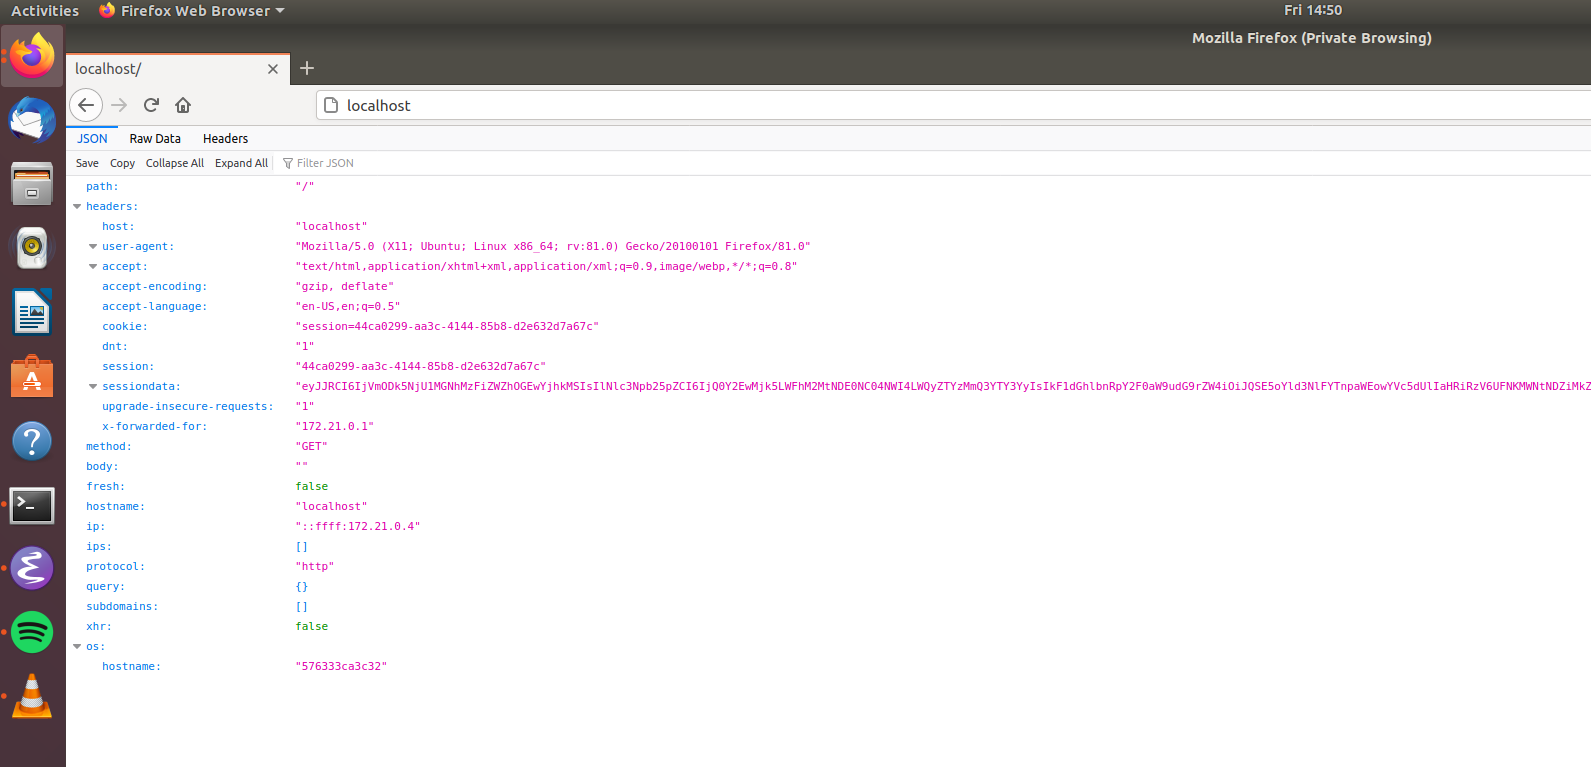 Activities Firefox Web Browser Fri 14:50
Mozilla Firefox (Private Browsing)
localhost/
localhost
JSON Raw Data Headers
Save Copy Collapse All Expand All Filter JSON
path: "/"
headers:
host: "localhost"
user-agent: "Mozilla/5.0 (X11; Ubuntu; Linux x86_64; rv:81.0) Gecko/20100101 Firefox/81.0"
accept: "text/html,application/xhtml+xml,application/xml;q=0.9,image/webp,*/*;q=0.8"
accept-encoding: "gzip, deflate"
accept-language: "en-US,en;q=0.5"
cookie: "session=44ca0299-aa3c-4144-85b8-d2e632d7a67c"
dnt: "1"
session: "44ca0299-aa3c-4144-85b8-d2e632d7a67c"
sessiondata:
upgrade-insecure-requests: "1"
x-forwarded-for: "172.21.0.1"
method: "GET"
body: ""
fresh: false
hostname: "localhost"
ip: "::ffff:172.21.0.4"
ips: []
protocol: "http"
query: {}
subdomains: []
xhr: false
os:
hostname: "576333ca3c32"